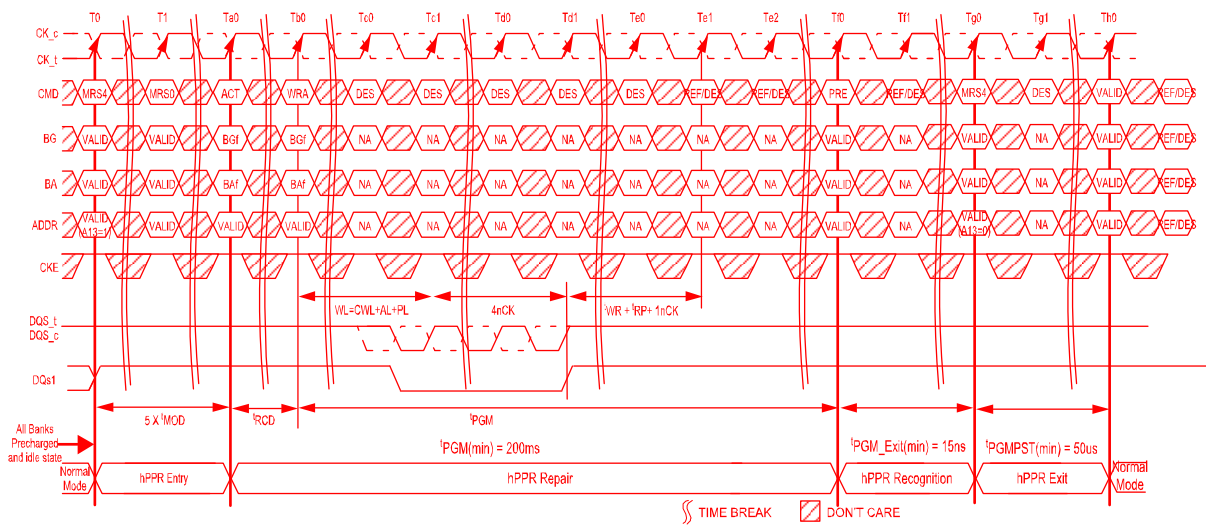 T0 T1 Ta0 Tb0 Tc0 Tc1 Td0 Td1 Te0 Te1 Te2 Tf0 Tf1 Tg0 Tg1 Th0
CK_c
CK_t
CMD MRS4 MRS0 ACT WRA DES DES DES DES DES REF/DES REF/DES PRE REF/DES MRS4 DES VALID REF/DES
BG VALID VALID BGf BGf NA NA NA NA NA NA NA VALID NA VALID NA VALID REF/DES
BA VALID VALID BAf BAf NA NA NA NA NA NA NA VALID NA VALID NA VALID REF/DES
ADDR VALID (A13=1) VALID VALID VALID NA NA NA NA NA NA NA VALID NA VALID (A13=0) NA VALID REF/DES
CKE
WL=CWL+AL+PL 4nCK tWR + tRP+ 1nCK
DQS_t
DQS_c
DQs1
5 X tMOD tRCD tPGM
All Banks
Precharged
and idle state
tPGM(min) = 200ms tPGM_Exit(min) = 15ns tPGMPST(min) = 50us
Normal Mode hPPR Entry hPPR Repair hPPR Recognition hPPR Exit Normal Mode
TIME BREAK DON'T CARE